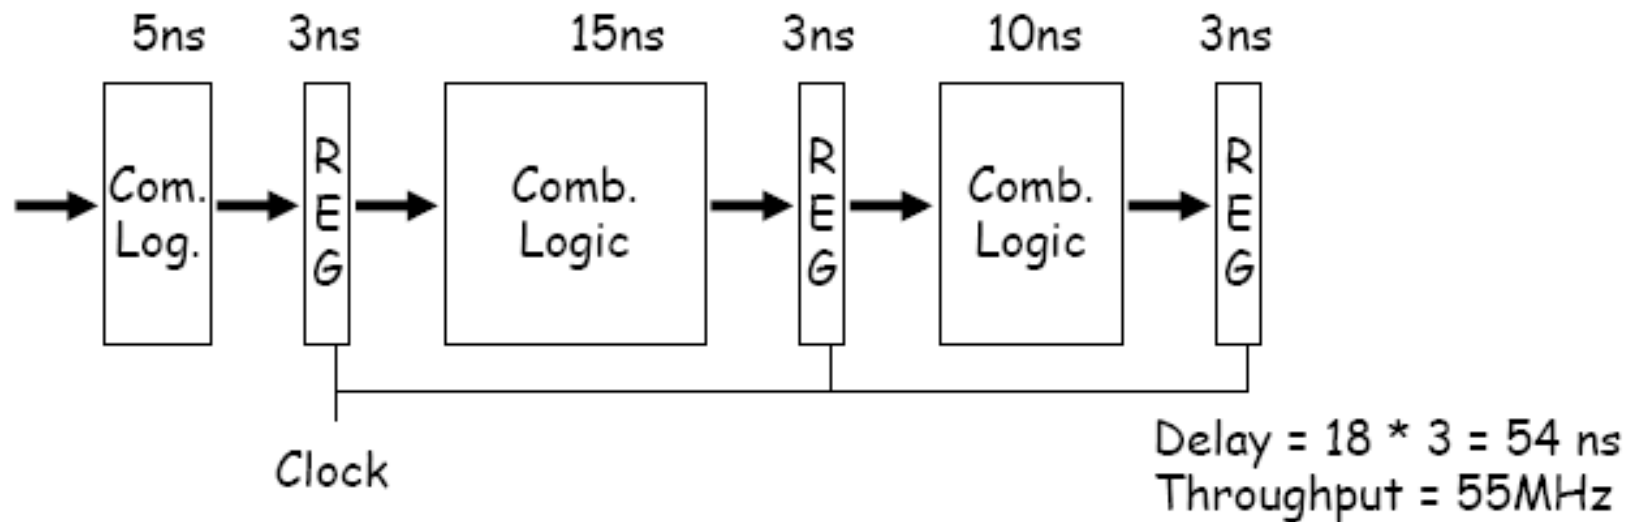 5ns 3ns 15ns 3ns 10ns 3ns
Com.
Log.
R
E
G
Comb.
Logic
R
E
G
Comb.
Logic
R
E
G
Clock
Delay = 18 * 3 = 54 ns
Throughput = 55MHz